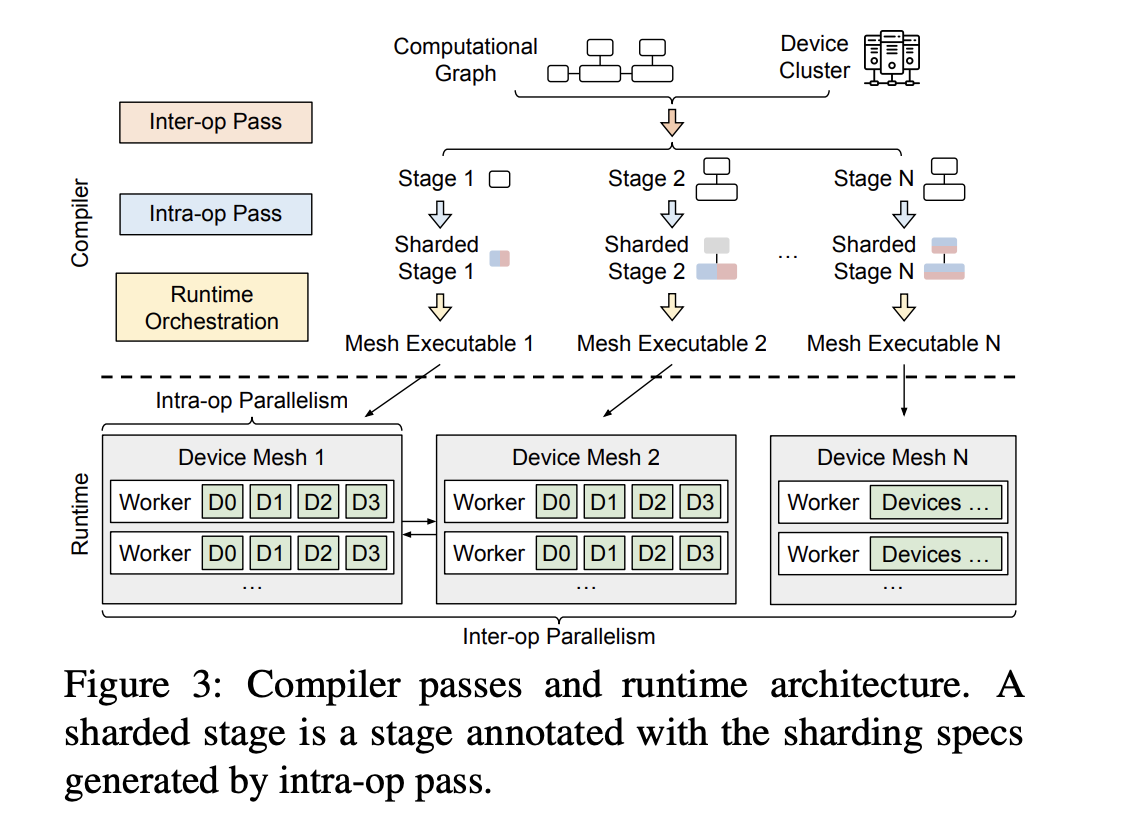 Computational
Graph
Device
Cluster
Inter-op Pass
Compiler
Intra-op Pass
Runtime
Orchestration
Stage 1
Stage 2
Stage N
Sharded
Stage 1
Sharded
Stage 2
...
Sharded
Stage N
Mesh Executable 1
Mesh Executable 2
Mesh Executable N
Intra-op Parallelism
Runtime
Device Mesh 1
Worker D0 D1 D2 D3
Worker D0 D1 D2 D3
...
Device Mesh 2
Worker D0 D1 D2 D3
Worker D0 D1 D2 D3
...
Device Mesh N
Worker Devices ...
Worker Devices ...
...
Inter-op Parallelism
Figure 3: Compiler passes and runtime architecture. A
sharded stage is a stage annotated with the sharding specs
generated by intra-op pass.